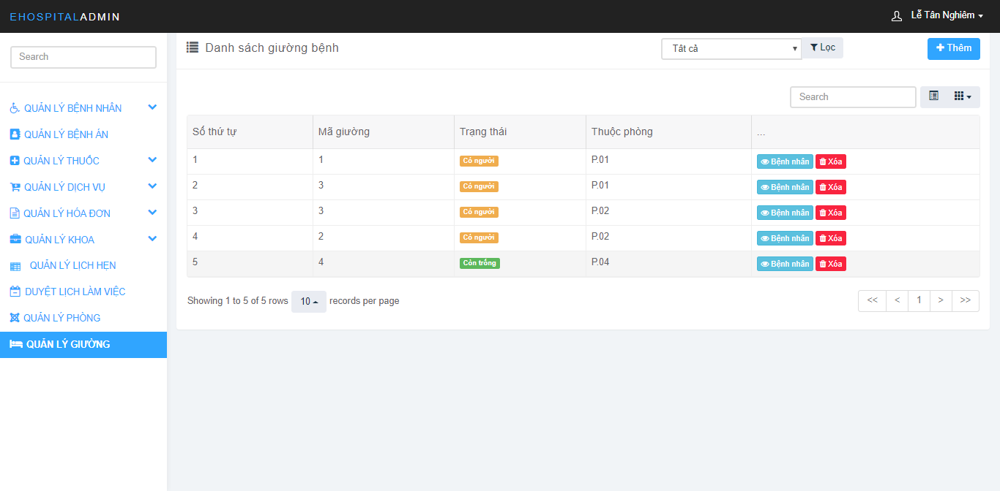 EHOSPITALADMIN
Lễ Tân Nghiêm
Search
QUẢN LÝ BỆNH NHÂN
QUẢN LÝ BỆNH ÁN
QUẢN LÝ THUỐC
QUẢN LÝ DỊCH VỤ
QUẢN LÝ HÓA ĐƠN
QUẢN LÝ KHOA
QUẢN LÝ LỊCH HẸN
DUYỆT LỊCH LÀM VIỆC
QUẢN LÝ PHÒNG
QUẢN LÝ GIƯỜNG
Danh sách giường bệnh
Tất cả
Lọc
Thêm
Search
Số thứ tự Mã giường Trạng thái Thuộc phòng ...
1 1 Có người P.01 Bệnh nhân Xóa
2 3 Có người P.01 Bệnh nhân Xóa
3 3 Có người P.02 Bệnh nhân Xóa
4 2 Có người P.02 Bệnh nhân Xóa
5 4 Còn trống P.04 Bệnh nhân Xóa
Showing 1 to 5 of 5 rows 10 records per page
<< < 1 > >>